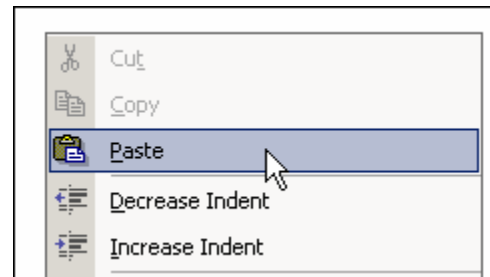 Cut
Copy
Paste
Decrease Indent
Increase Indent